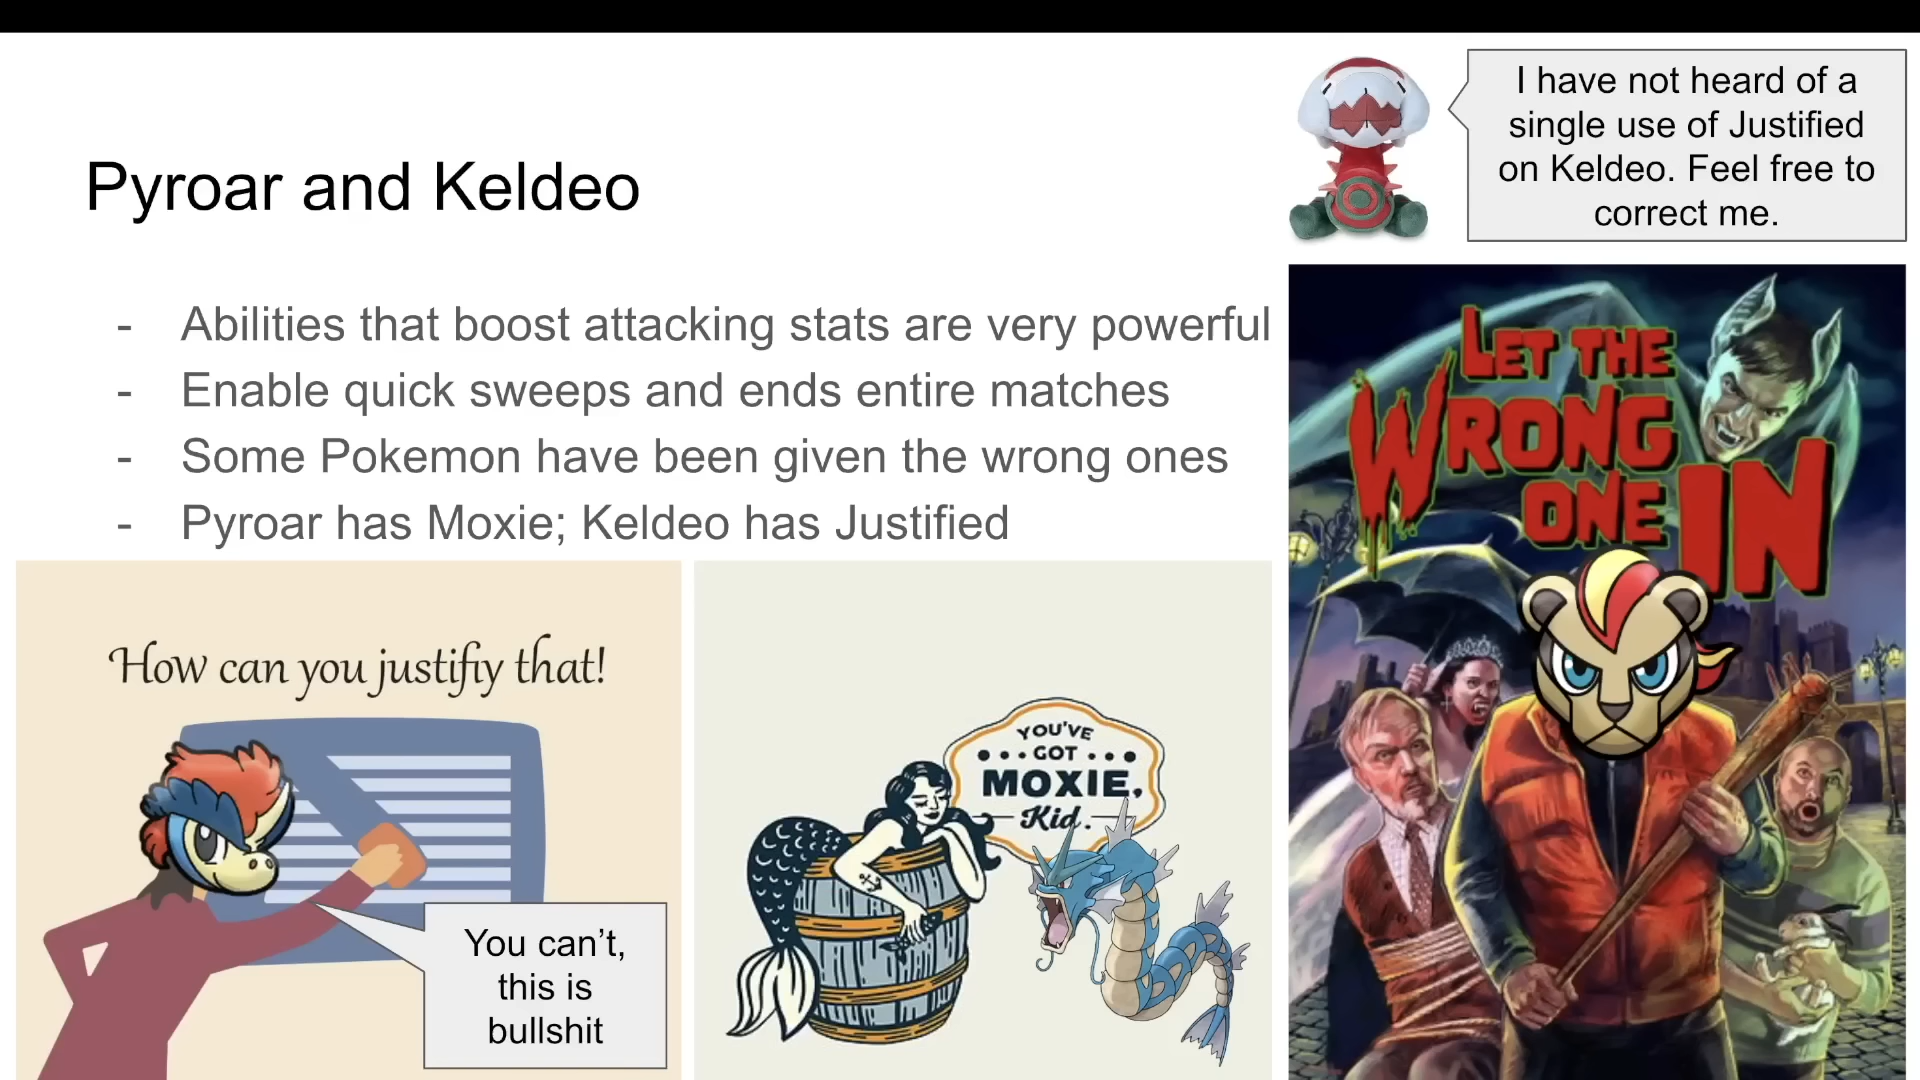 Pyroar and Keldeo
I have not heard of a
single use of Justified
on Keldeo. Feel free to
correct me.
- Abilities that boost attacking stats are very powerful
- Enable quick sweeps and ends entire matches
- Some Pokemon have been given the wrong ones
- Pyroar has Moxie; Keldeo has Justified
How can you justifiy that!
You can't,
this is
bullshit
YOU'VE
GOT
MOXIE,
Kid.
LET THE
WRONG
ONE IN